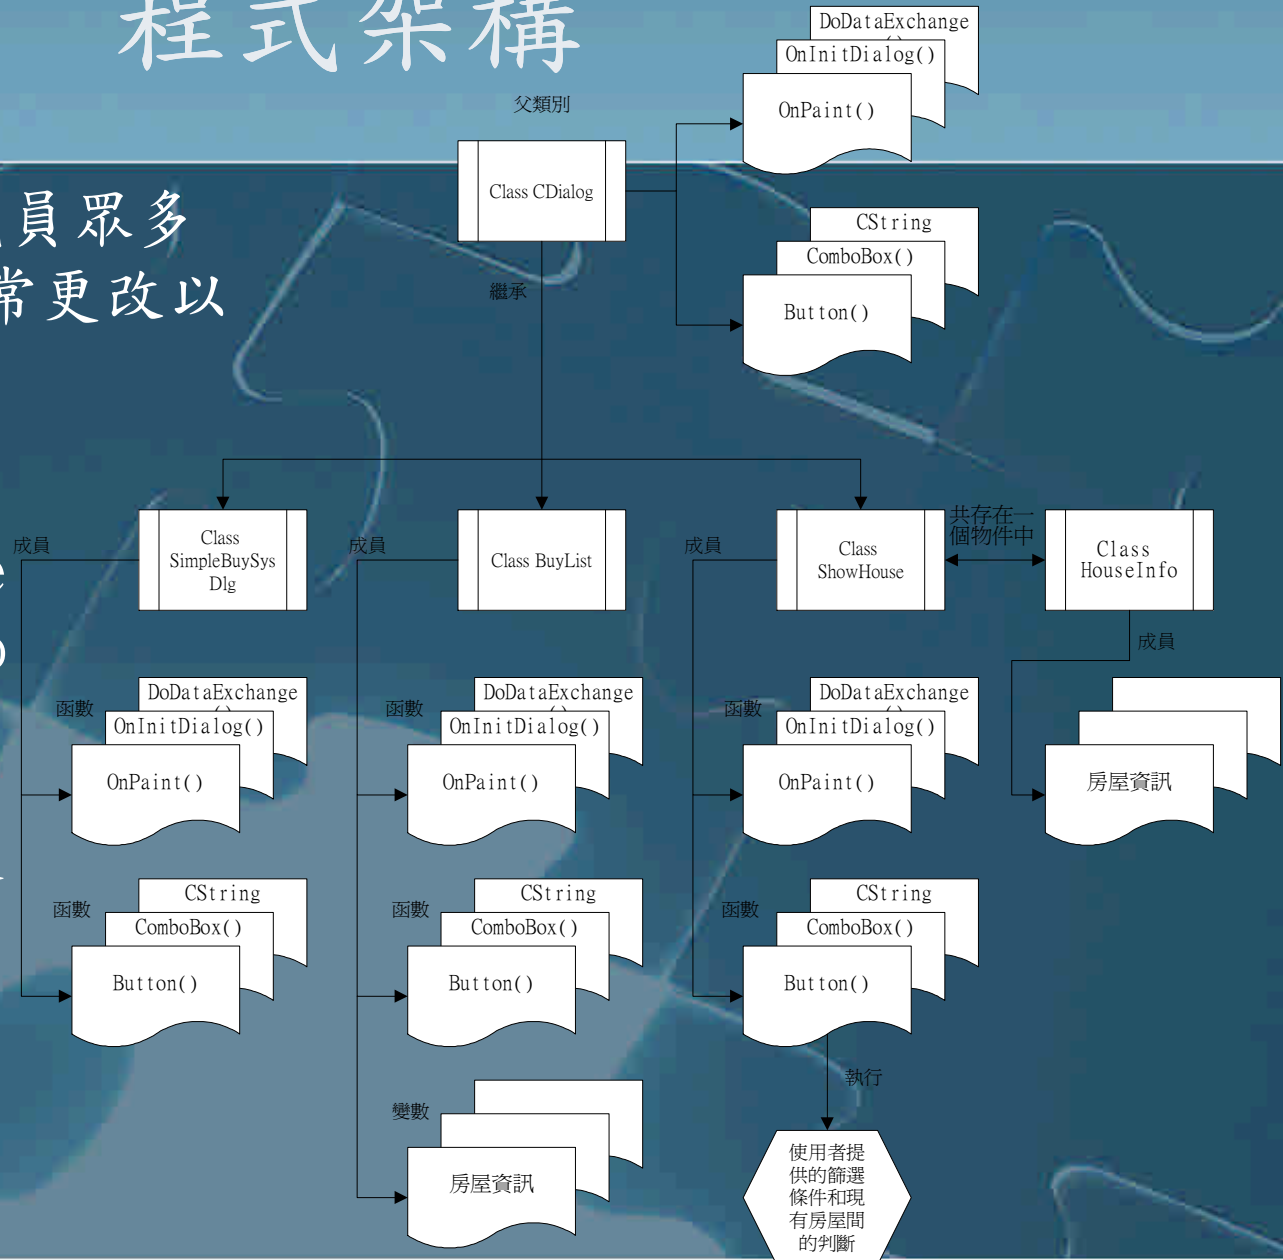 程式架構
DoDataExchange
()
OnInitDialog()
OnPaint()
父類別
Class CDialog
員眾多
常更改以
CString
ComboBox()
Button()
繼承
成員
Class
SimpleBuySys
Dlg
成員
Class BuyList
成員
Class
ShowHouse
共存在一
個物件中
Class
HouseInfo
成員
函數
DoDataExchange
()
OnInitDialog()
OnPaint()
函數
DoDataExchange
()
OnInitDialog()
OnPaint()
函數
DoDataExchange
()
OnInitDialog()
OnPaint()
房屋資訊
函數
CString
ComboBox()
Button()
函數
CString
ComboBox()
Button()
函數
CString
ComboBox()
Button()
執行
變數
房屋資訊
使用者提
供的篩選
條件和現
有房屋間
的判斷